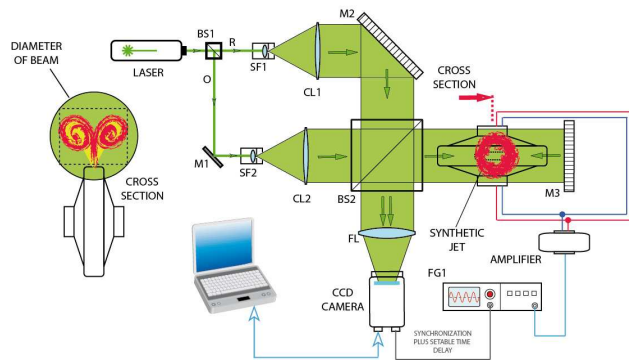 DIAMETER
OF BEAM
LASER
BS1
R
O
SF1
CL1
M2
CROSS
SECTION
M1
SF2
CL2
BS2
M3
SYNTHETIC
JET
CROSS
SECTION
FL
AMPLIFIER
CCD
CAMERA
FG1
SYNCHRONIZATION
PLUS SETABLE TIME
DELAY